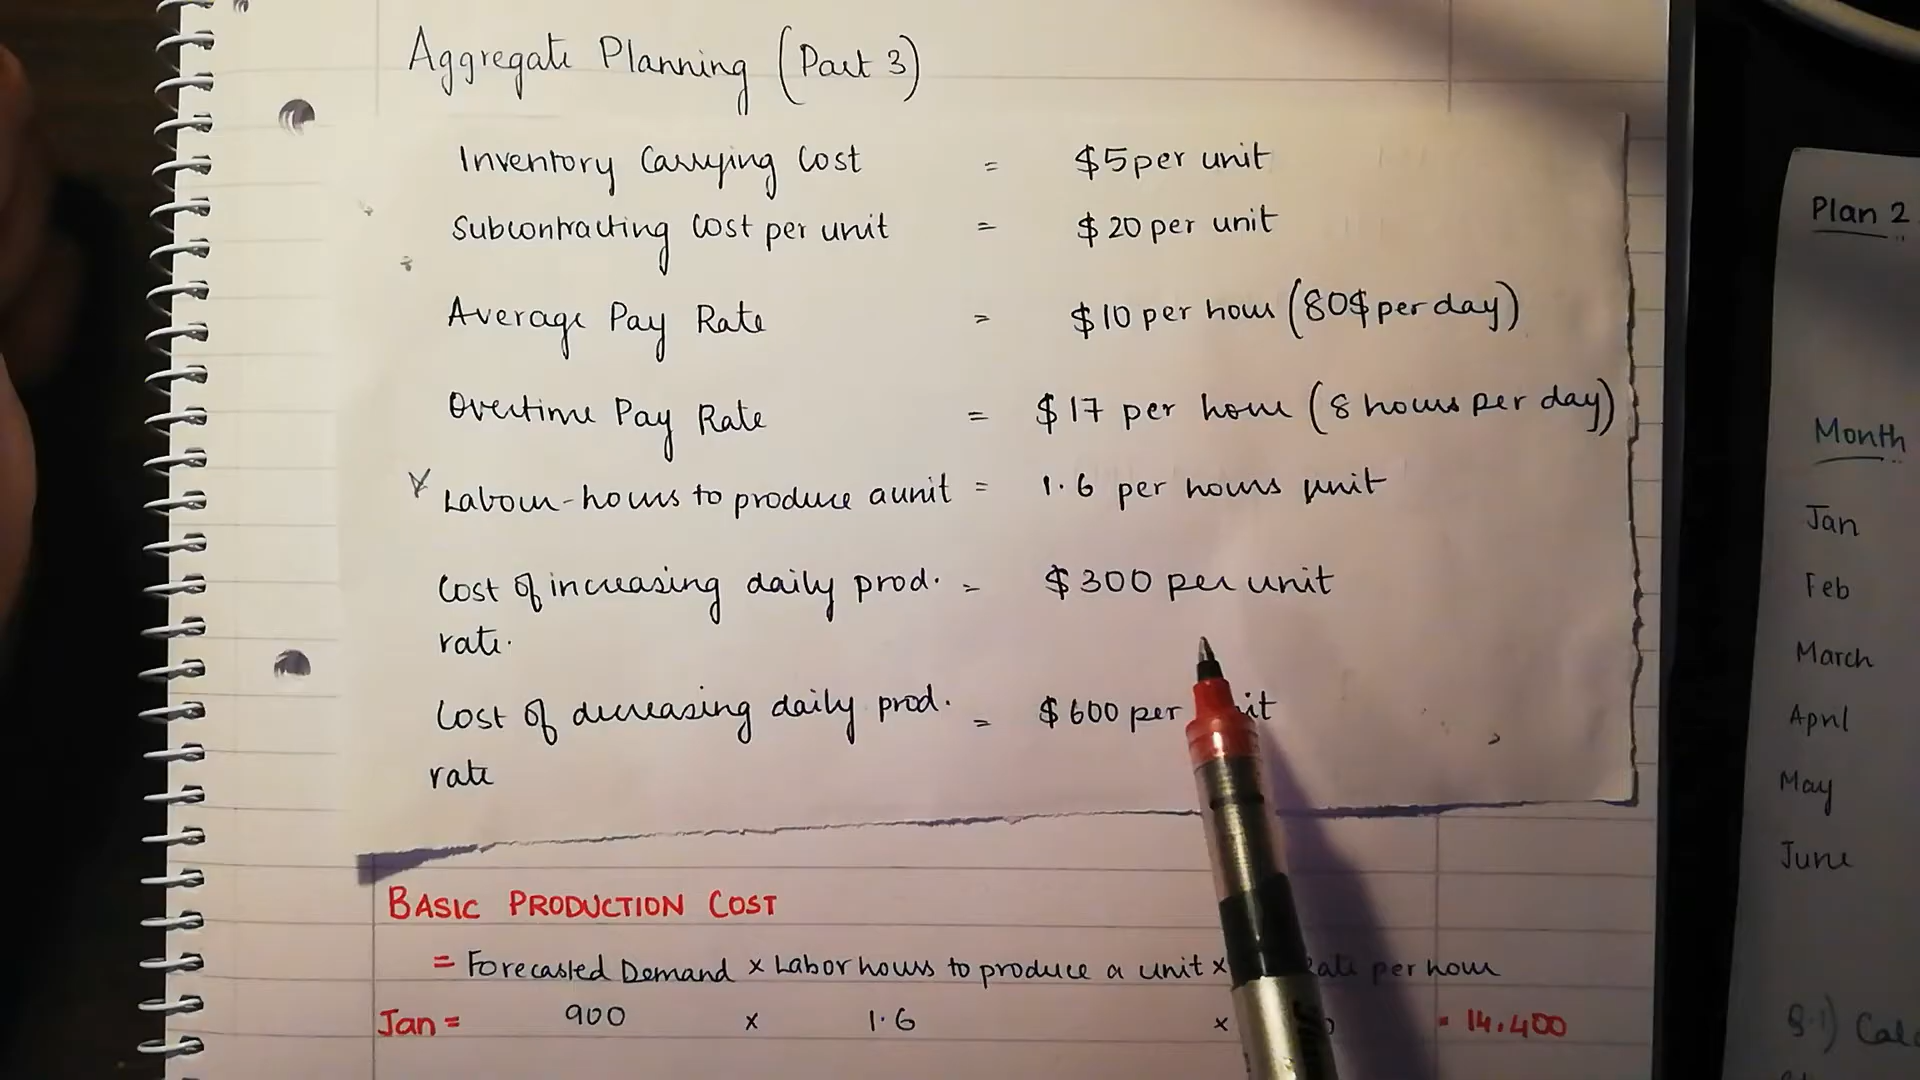 Aggregate Planning (Part 3)
Inventory Carrying Cost = $5 per unit
Subcontracting Cost per unit = $20 per unit
Average Pay Rate = $10 per hour (80$ per day)
Overtime Pay Rate = $17 per hour (8 hours per day)
Labour-hours to produce a unit = 1.6 per hours unit
Cost of increasing daily prod. = $300 per unit
rate.
Cost of decreasing daily prod. = $600 per
rate
BASIC PRODUCTION COST
= Forecasted Demand x Labor hours to produce a unit x per hour
Jan = 900 x 1.6 x = 14.400
Plan 2
Month
Jan
Feb
March
April
May
June